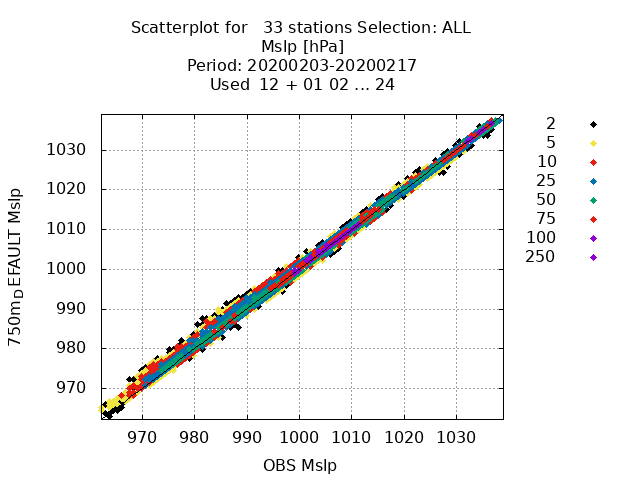 Scatterplot for   33 stations Selection: ALL
Mslp [hPa]
Period: 20200203-20200217
Used  12 + 01 02 ... 24
2
5
10
25
50
75
100
250
1030
1020
1010
1000
990
980
970
750m_DEFAULT Mslp
970 980 990 1000 1010 1020 1030
OBS Mslp